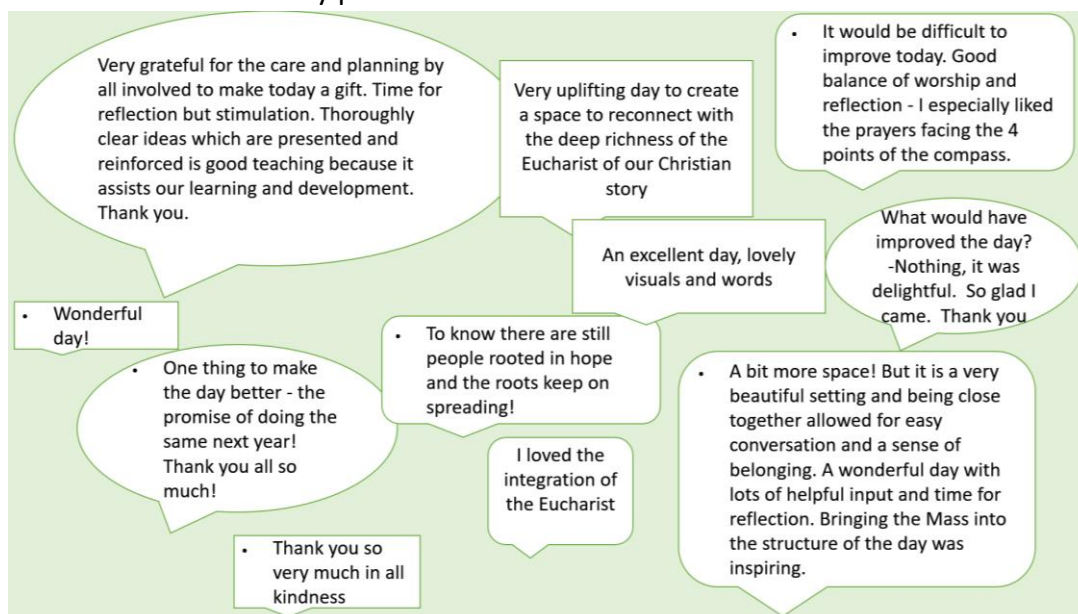 Very grateful for the care and planning by
all involved to make today a gift. Time for
reflection but stimulation. Thoroughly
clear ideas which are presented and
reinforced is good teaching because it
assists our learning and development.
Thank you.
Very uplifting day to create
a space to reconnect with
the deep richness of the
Eucharist of our Christian
story
• It would be difficult to
improve today. Good
balance of worship and
reflection - I especially liked
the prayers facing the 4
points of the compass.
An excellent day, lovely
visuals and words
What would have
improved the day?
-Nothing, it was
delightful. So glad I
came. Thank you
• Wonderful
day!
• To know there are still
people rooted in hope
and the roots keep on
spreading!
• One thing to make
the day better - the
promise of doing the
same next year!
Thank you all so
much!
I loved the
integration of
the Eucharist
• A bit more space! But it is a very
beautiful setting and being close
together allowed for easy
conversation and a sense of
belonging. A wonderful day with
lots of helpful input and time for
reflection. Bringing the Mass into
the structure of the day was
inspiring.
• Thank you so
very much in all
kindness